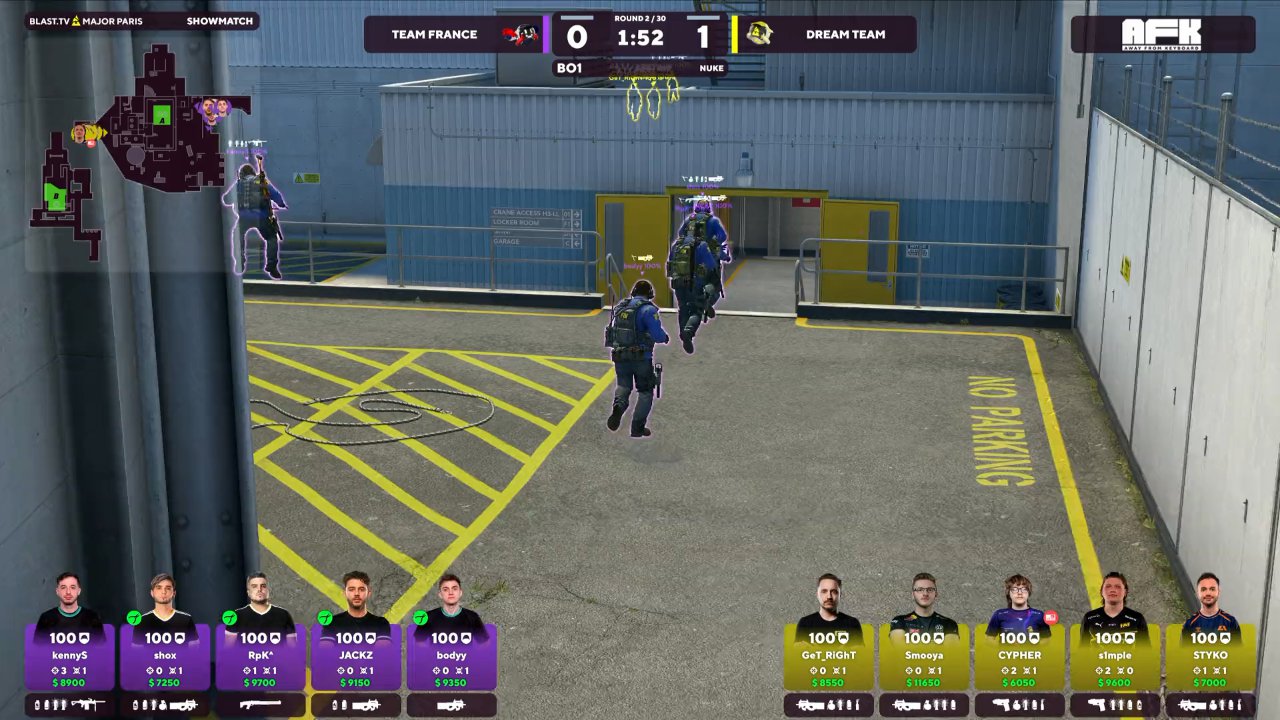 BLAST.TV MAJOR PARIS SHOWMATCH
TEAM FRANCE 0 ROUND 2 / 30 1:52 1 DREAM TEAM
BO1 NUKE
AFK
AWAY FROM KEYBOARD
GeT_RiGhT
A
B
CRANE ACCESS
LOCKER ROOM
GARAGE
bodyy 100%
NO PARKING
100 100 100 100 100
kennyS shox RpK^ JACKZ bodyy
3 1 0 1 1 1 0 1 0 1
$8900 $7250 $9700 $9150 $9350
100 100 100 100 100
GeT_RiGhT Smooya CYPHER s1mple STYKO
0 1 0 1 2 1 2 0 1 1
$8550 $11650 $6050 $9600 $7000